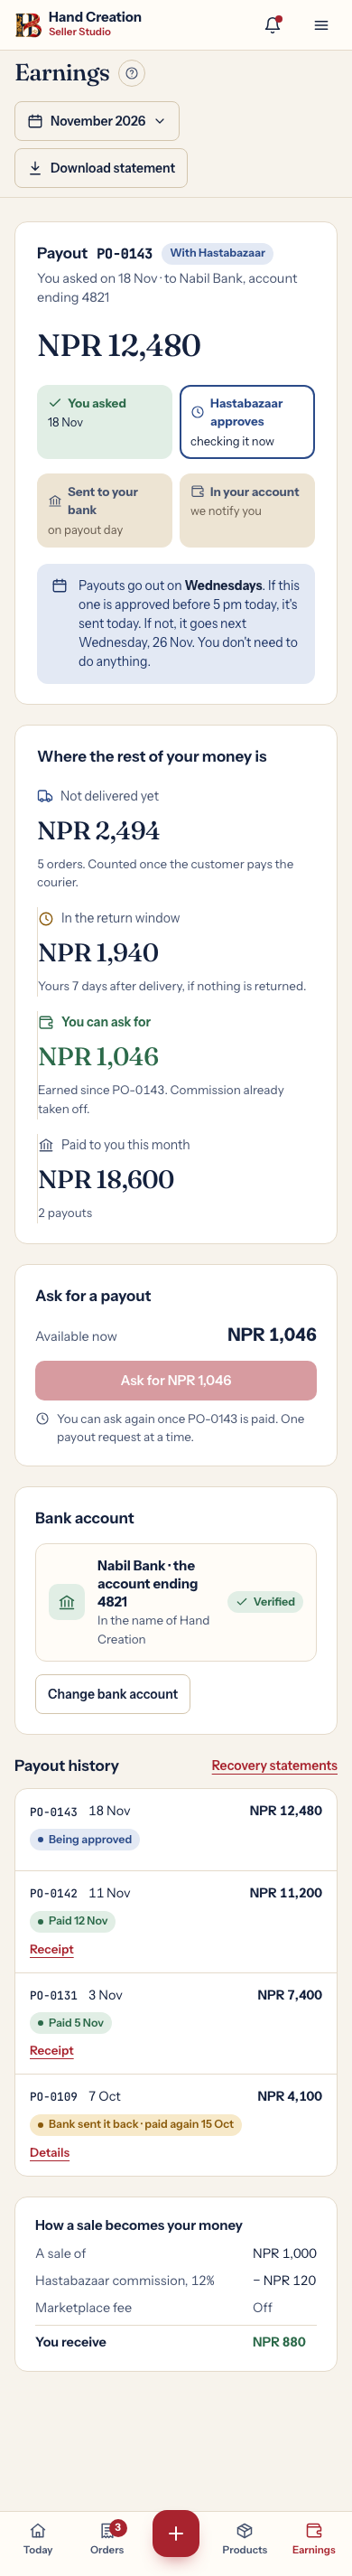 Hand Creation
Seller Studio
Earnings
November 2026
Download statement
Payout PO-0143 With Hastabazaar
You asked on 18 Nov · to Nabil Bank, account
ending 4821
NPR 12,480
You asked
18 Nov
Hastabazaar
approves
checking it now
Sent to your
bank
on payout day
In your account
we notify you
Payouts go out on Wednesdays. If this
one is approved before 5 pm today, it's
sent today. If not, it goes next
Wednesday, 26 Nov. You don't need to
do anything.
Where the rest of your money is
Not delivered yet
NPR 2,494
5 orders. Counted once the customer pays the
courier.
In the return window
NPR 1,940
Yours 7 days after delivery, if nothing is returned.
You can ask for
NPR 1,046
Earned since PO-0143. Commission already
taken off.
Paid to you this month
NPR 18,600
2 payouts
Ask for a payout
Available now NPR 1,046
Ask for NPR 1,046
You can ask again once PO-0143 is paid. One
payout request at a time.
Bank account
Nabil Bank · the
account ending
4821
In the name of Hand
Creation
Verified
Change bank account
Payout history Recovery statements
PO-0143 18 Nov NPR 12,480
Being approved
PO-0142 11 Nov NPR 11,200
Paid 12 Nov
Receipt
PO-0131 3 Nov NPR 7,400
Paid 5 Nov
Receipt
PO-0109 7 Oct NPR 4,100
Bank sent it back · paid again 15 Oct
Details
How a sale becomes your money
A sale of NPR 1,000
Hastabazaar commission, 12% − NPR 120
Marketplace fee Off
You receive NPR 880
3
Today Orders Products Earnings